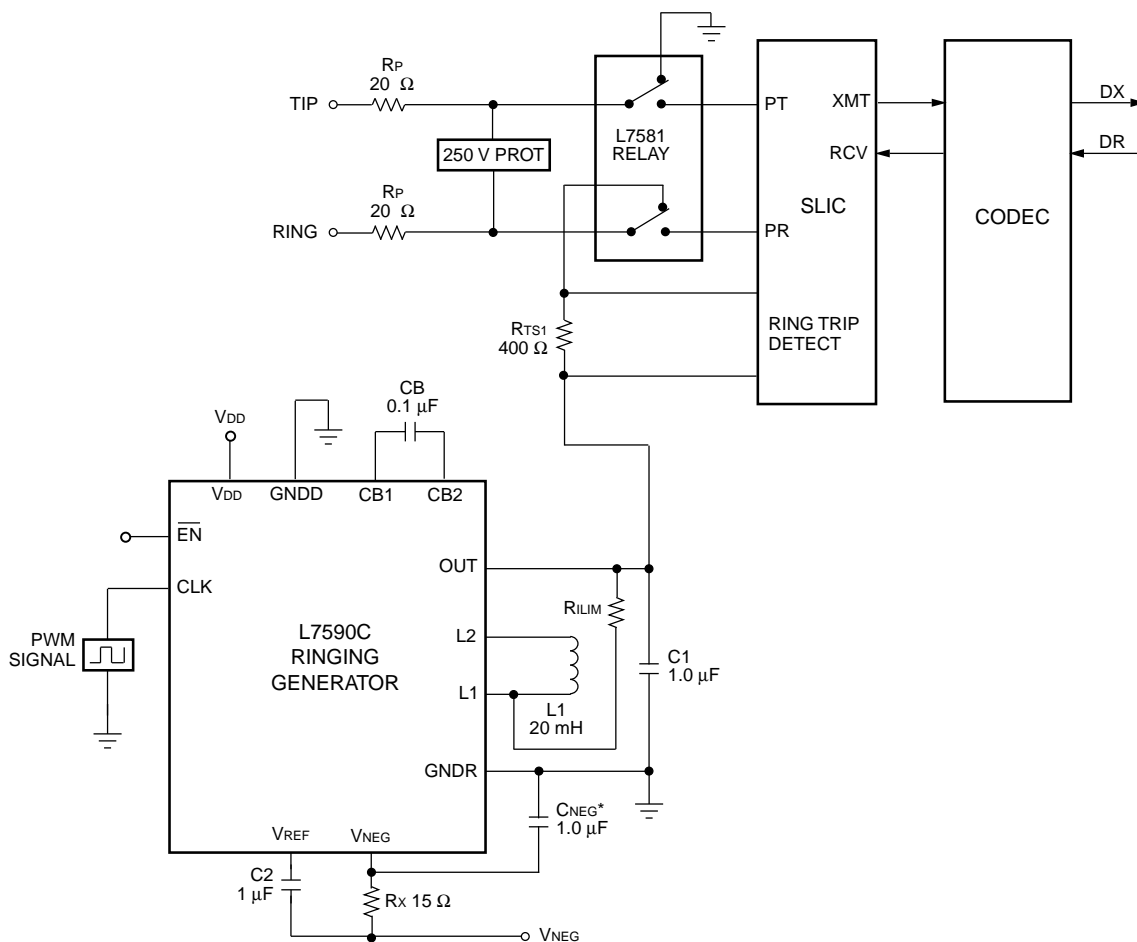 RP
20 Ω
TIP
250 V PROT
RP
20 Ω
RING
L7581
RELAY
PT
XMT
RCV
SLIC
PR
RING TRIP
DETECT
CODEC
DX
DR
RTS1
400 Ω
CB
0.1 μF
VDD
VDD
GNDD
CB1
CB2
EN
CLK
PWM
SIGNAL
L7590C
RINGING
GENERATOR
OUT
L2
L1
GNDR
RILIM
L1
20 mH
C1
1.0 μF
CNEG*
1.0 μF
VREF
VNEG
C2
1 μF
RX 15 Ω
VNEG